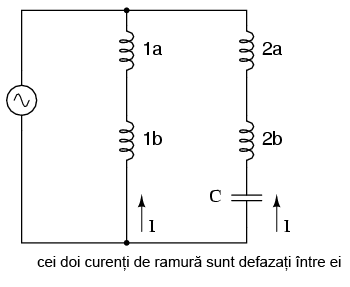 1a 2a
1b 2b
C
I I
cei doi curenți de ramură sunt defazați între ei